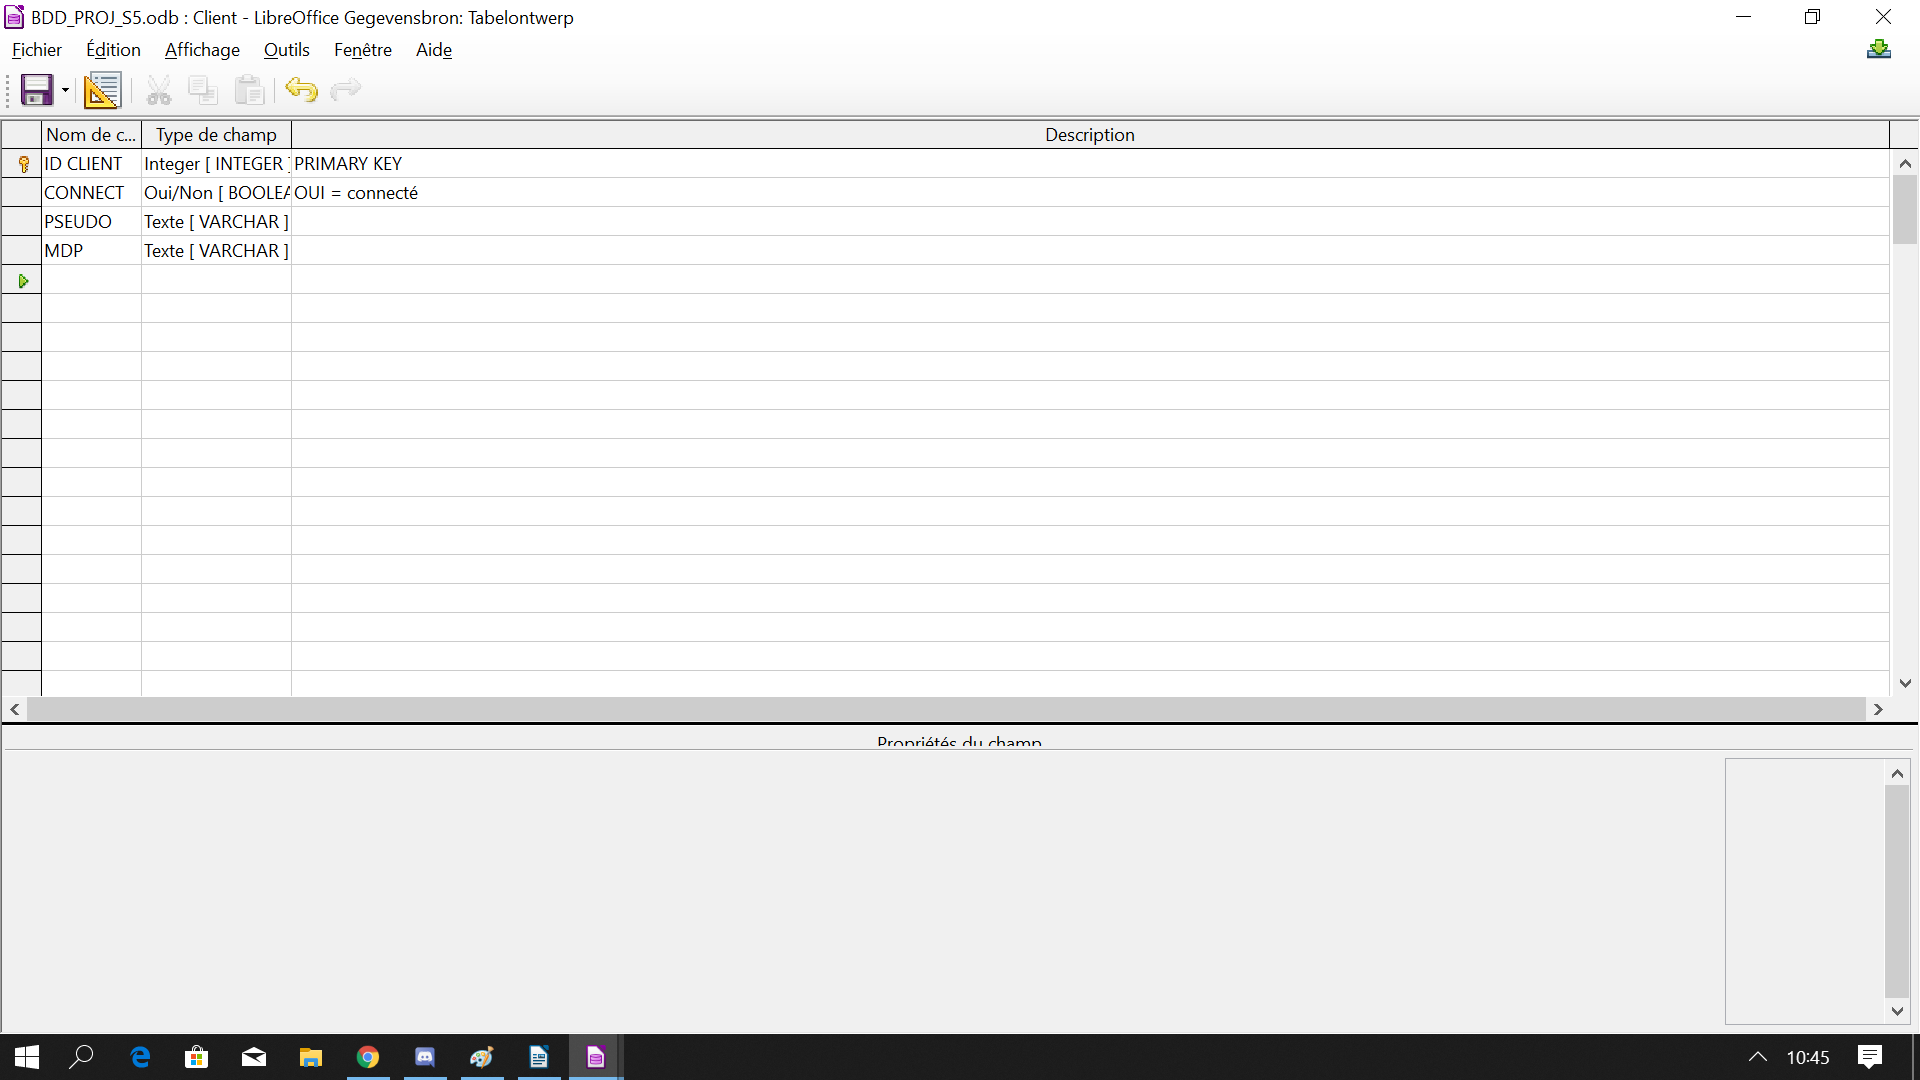 BDD_PROJ_S5.odb : Client - LibreOffice Gegevensbron: Tabelontwerp
Fichier Édition Affichage Outils Fenêtre Aide
Nom de c... Type de champ Description
ID CLIENT Integer [ INTEGER ] PRIMARY KEY
CONNECT Oui/Non [ BOOLEA OUI = connecté
PSEUDO Texte [ VARCHAR ]
MDP Texte [ VARCHAR ]
Propriétés du champ
10:45